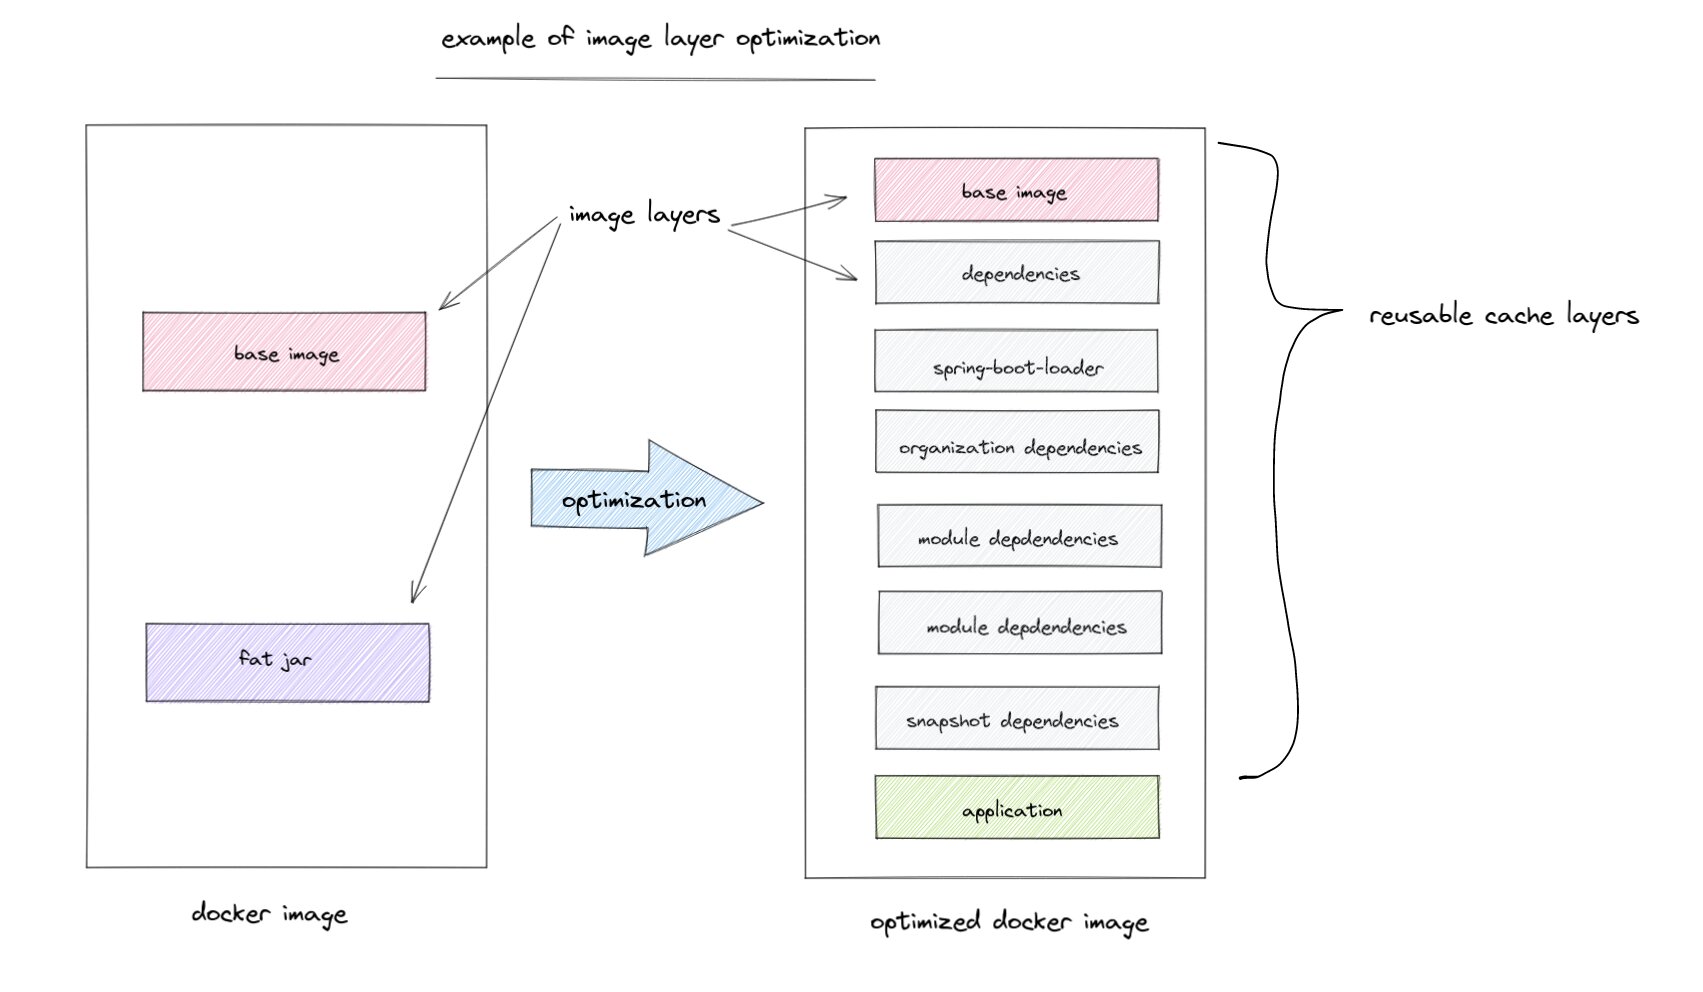 example of image layer optimization
image layers
base image
fat jar
docker image
optimization
base image
dependencies
spring-boot-loader
organization dependencies
module depdendencies
module depdendencies
snapshot dependencies
application
optimized docker image
reusable cache layers